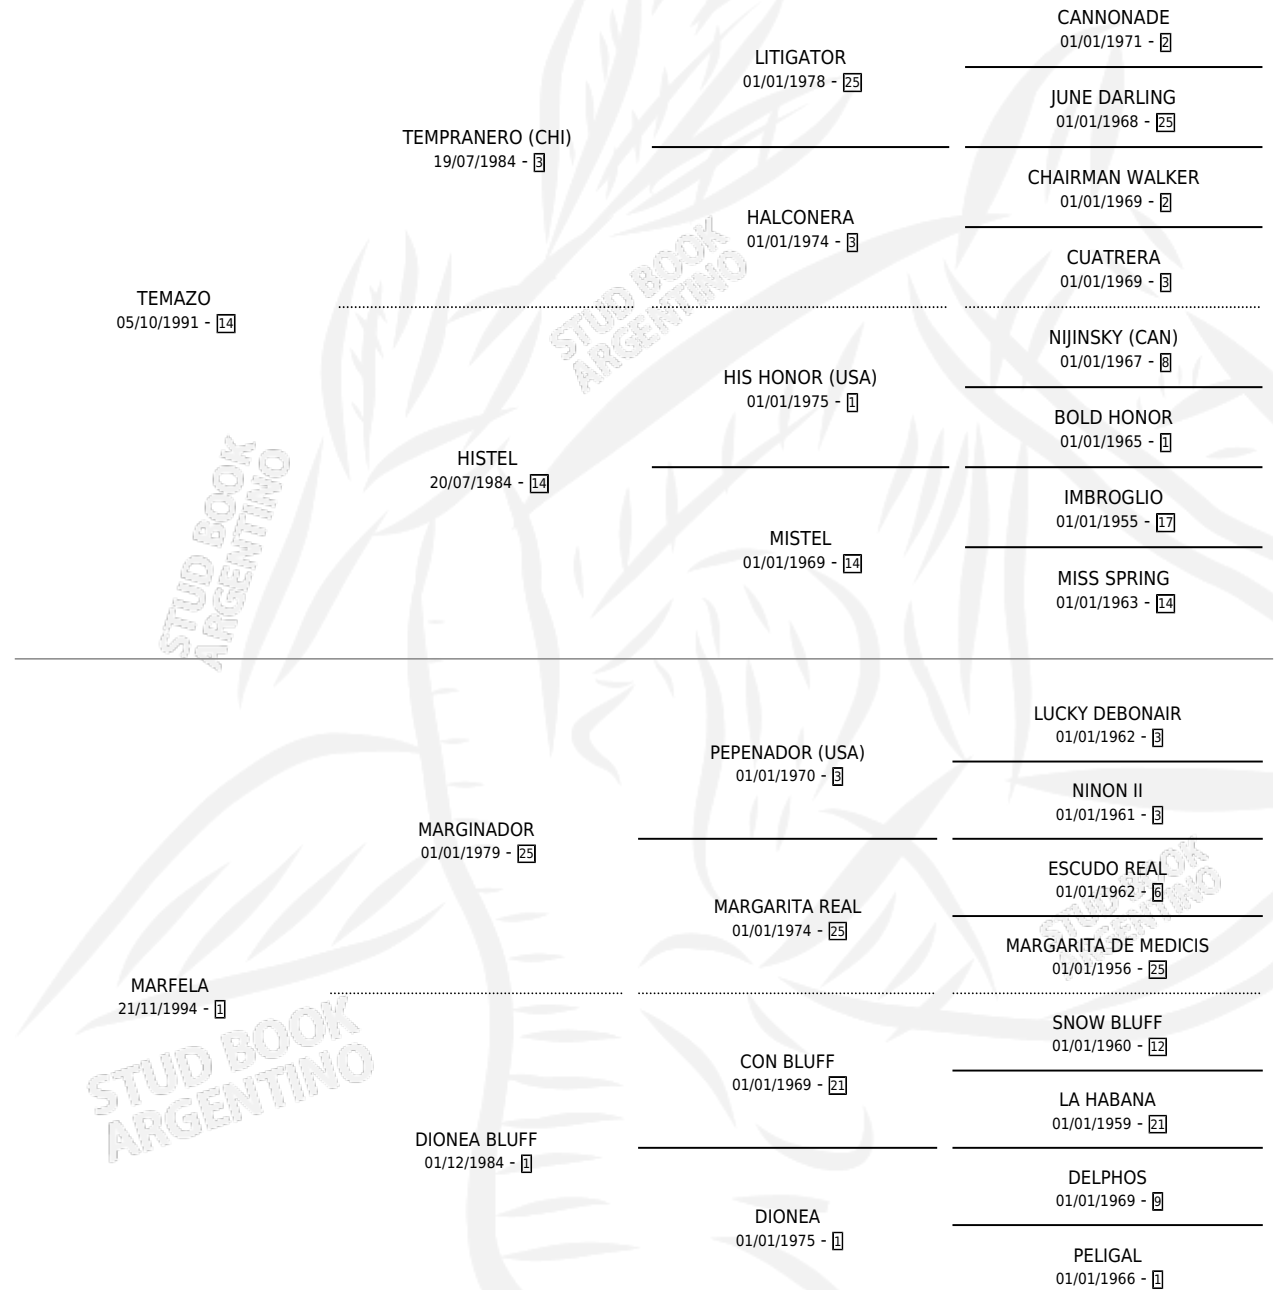 CANNONADE
01/01/1971 - 2
LITIGATOR
01/01/1978 - 25
JUNE DARLING
01/01/1968 - 25
TEMPRANERO (CHI)
19/07/1984 - 3
CHAIRMAN WALKER
01/01/1969 - 2
HALCONERA
01/01/1974 - 3
CUATRERA
01/01/1969 - 3
TEMAZO
05/10/1991 - 14
STUD BOOK
ARGENTINO
NIJINSKY (CAN)
01/01/1967 - 8
HIS HONOR (USA)
01/01/1975 - 1
BOLD HONOR
01/01/1965 - 1
HISTEL
20/07/1984 - 14
IMBROGLIO
01/01/1955 - 17
MISTEL
01/01/1969 - 14
MISS SPRING
01/01/1963 - 14
STUD BOOK
ARGENTINO
LUCKY DEBONAIR
01/01/1962 - 3
PEPENADOR (USA)
01/01/1970 - 3
NINON II
01/01/1961 - 3
MARGINADOR
01/01/1979 - 25
ESCUDO REAL
01/01/1962 - 6
MARGARITA REAL
01/01/1974 - 25
MARGARITA DE MEDICIS
01/01/1956 - 25
STUD BOOK
ARGENTINO
MARFELA
21/11/1994 - 1
SNOW BLUFF
01/01/1960 - 12
CON BLUFF
01/01/1969 - 21
LA HABANA
01/01/1959 - 21
STUD BOOK
ARGENTINO
DIONEA BLUFF
01/12/1984 - 1
DELPHOS
01/01/1969 - 9
DIONEA
01/01/1975 - 1
PELIGAL
01/01/1966 - 1